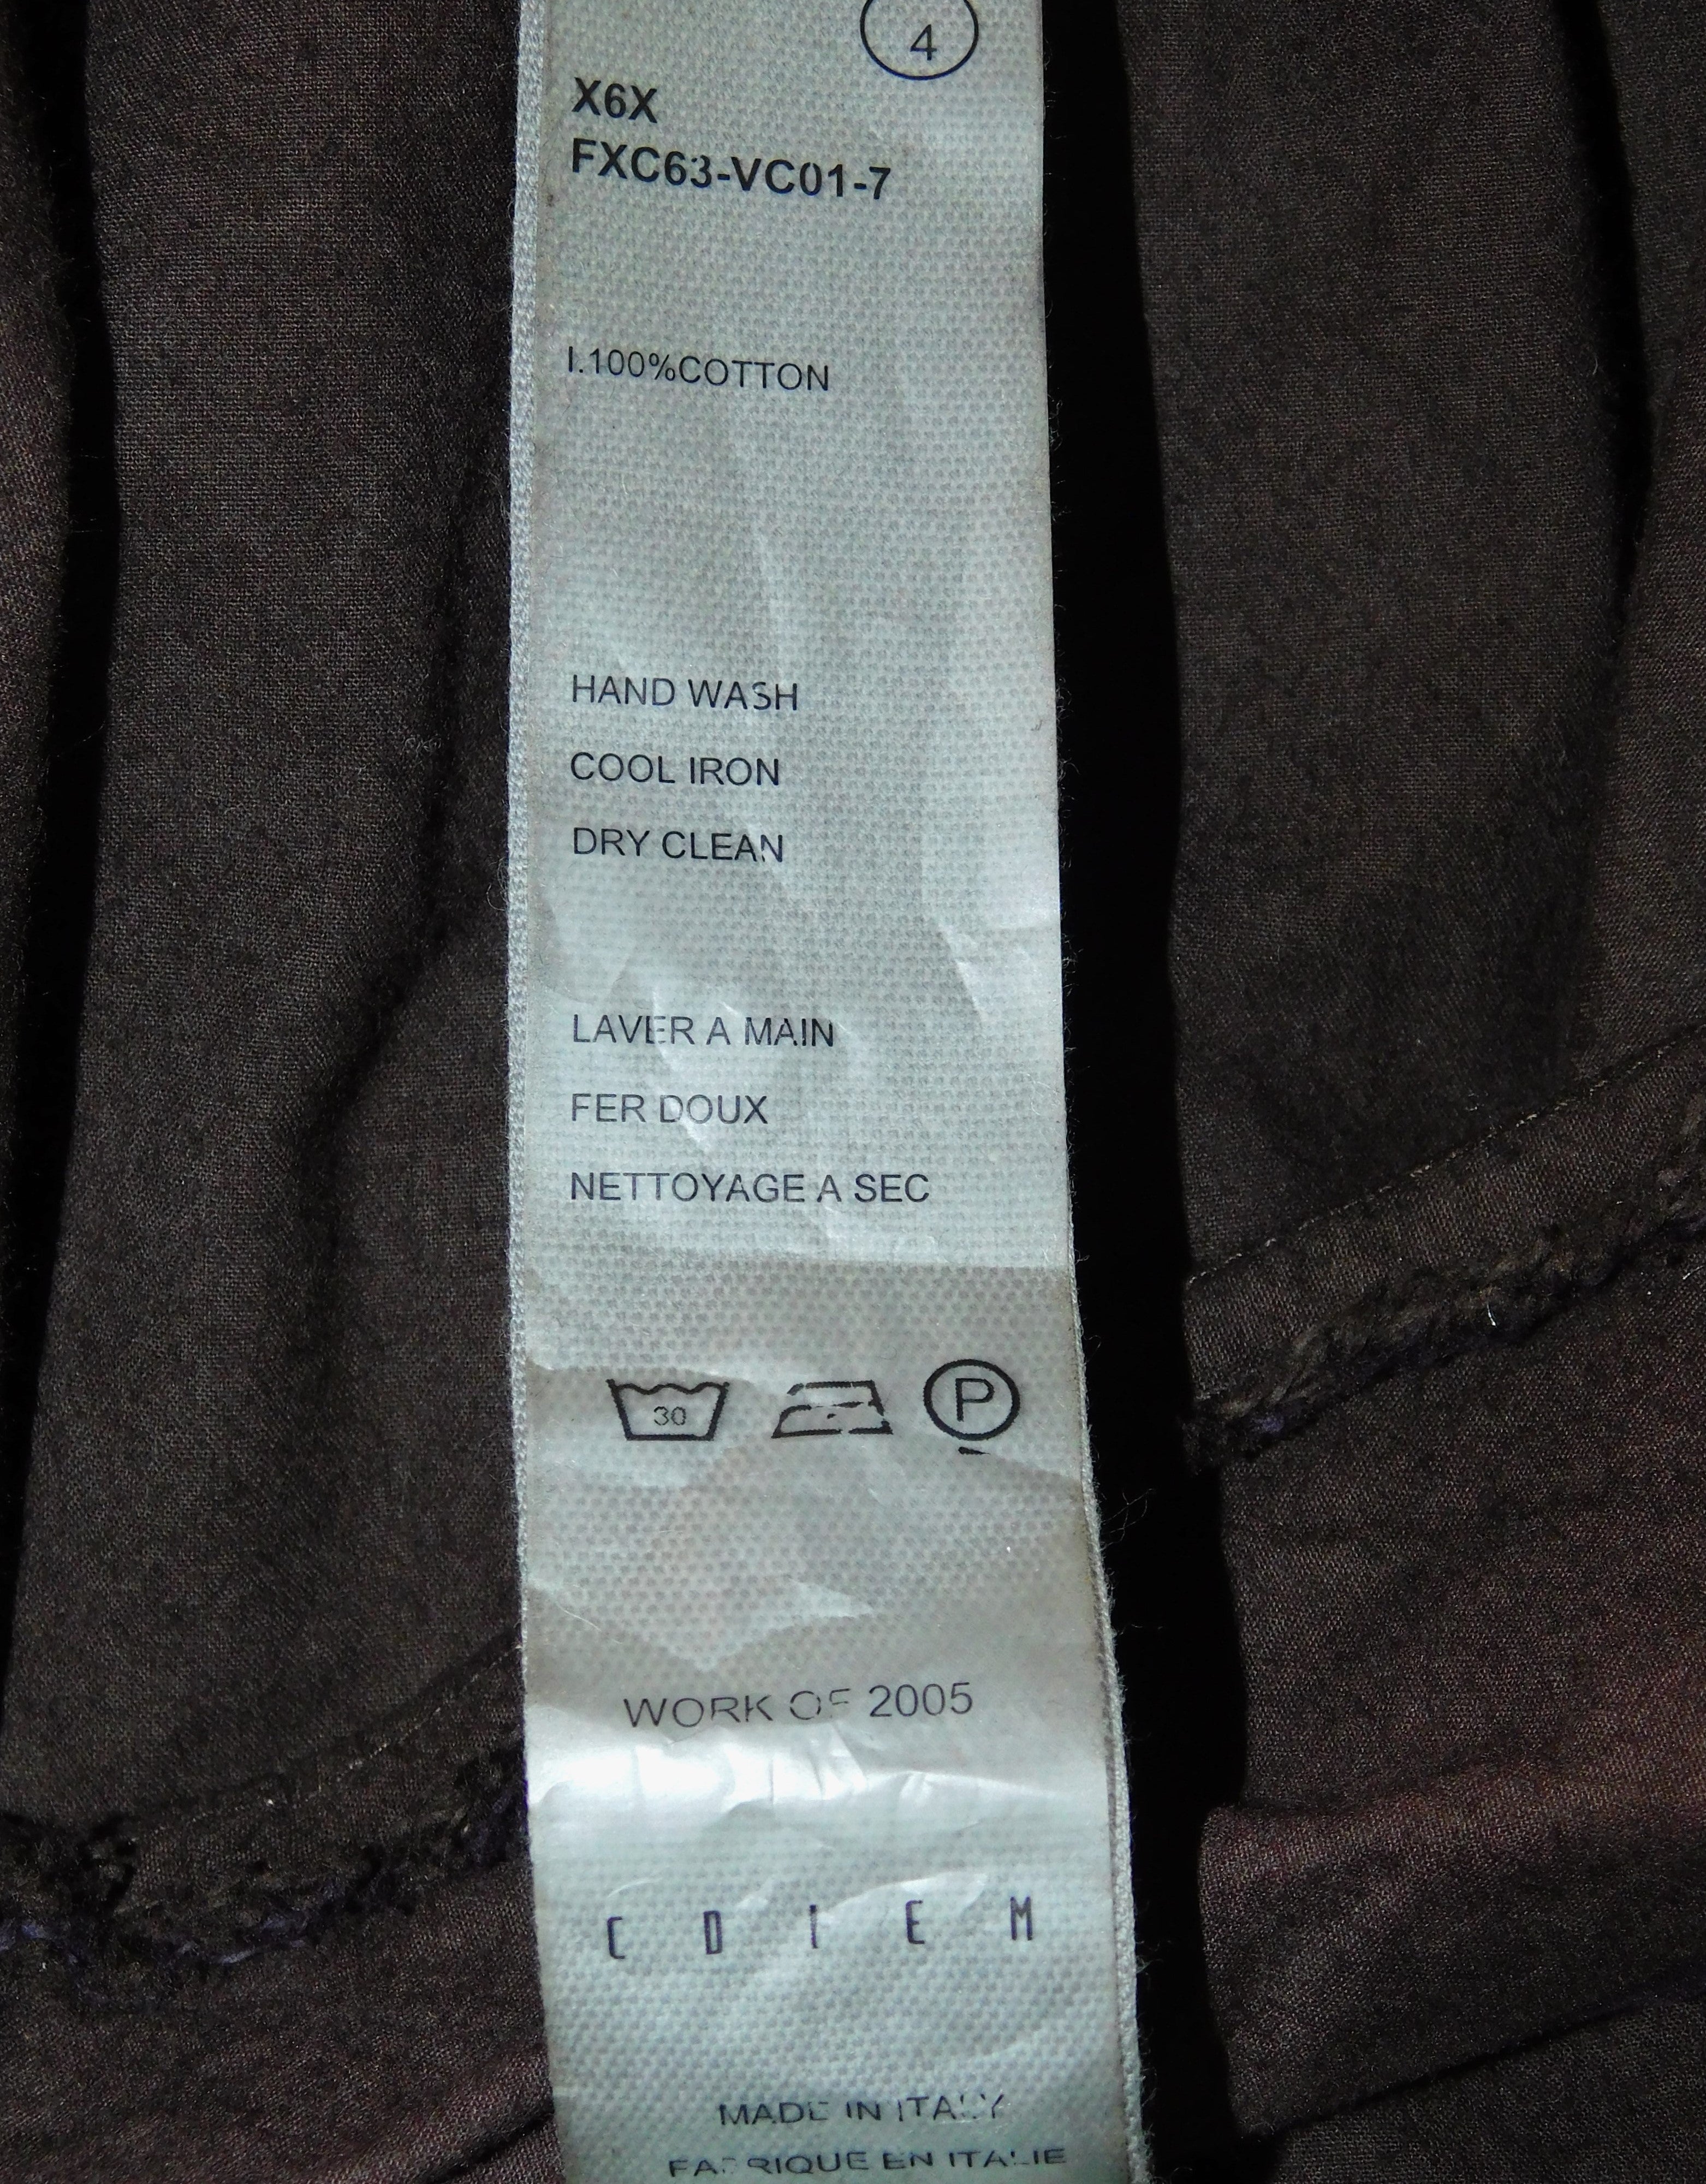 4
X6X
FXC63-VC01-7
I.100%COTTON
HAND WASH
COOL IRON
DRY CLEAN
LAVER A MAIN
FER DOUX
NETTOYAGE A SEC
30 P
WORK OF 2005
C D I E M
MADE IN ITALY
FABRIQUE EN ITALIE